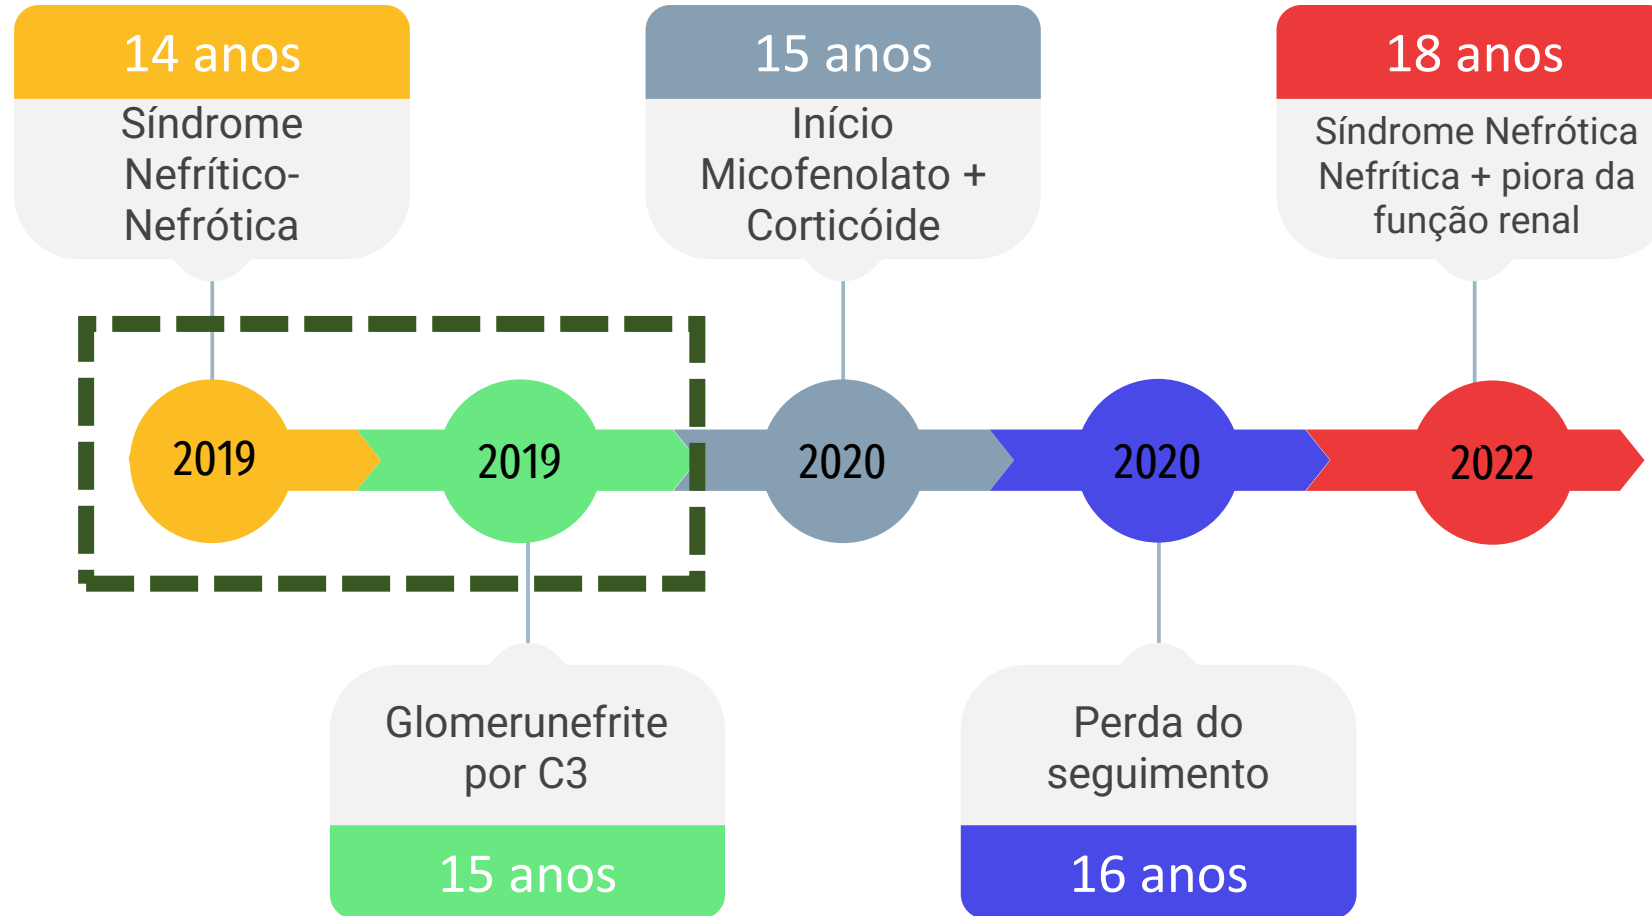 14 anos
Síndrome
Nefrítico-
Nefrótica
15 anos
Início
Micofenolato +
Corticóide
18 anos
Síndrome Nefrótica
Nefrítica + piora da
função renal
2019
2019
2020
2020
2022
Glomerunefrite
por C3
15 anos
Perda do
seguimento
16 anos